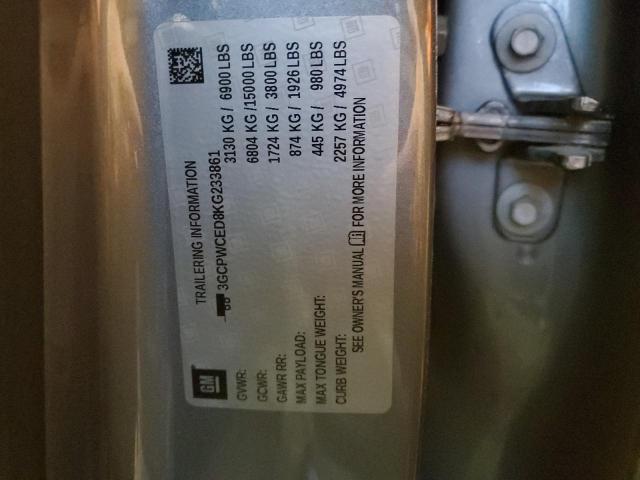 GM
TRAILERING INFORMATION
3GCPWCED8KG233861
GVWR: 3130 KG / 6900 LBS
GCWR: 6804 KG /15000 LBS
GAWR RR: 1724 KG / 3800 LBS
MAX PAYLOAD: 874 KG / 1926 LBS
MAX TONGUE WEIGHT: 445 KG / 980 LBS
CURB WEIGHT: 2257 KG / 4974 LBS
SEE OWNER'S MANUAL FOR MORE INFORMATION